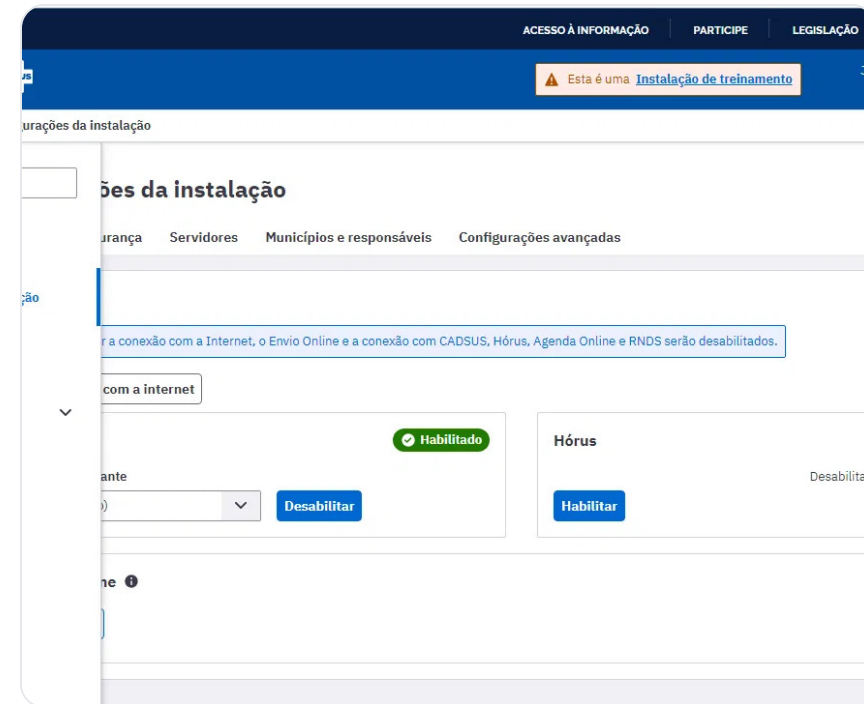 ACESSO À INFORMAÇÃO PARTICIPE LEGISLAÇÃO
Esta é uma Instalação de treinamento
urações da instalação
ões da instalação
urança Servidores Municípios e responsáveis Configurações avançadas
ção
r a conexão com a Internet, o Envio Online e a conexão com CADSUS, Hórus, Agenda Online e RNDS serão desabilitados.
com a internet
Habilitado
Hórus
ante
Desabilita
Desabilitar
Habilitar
ne